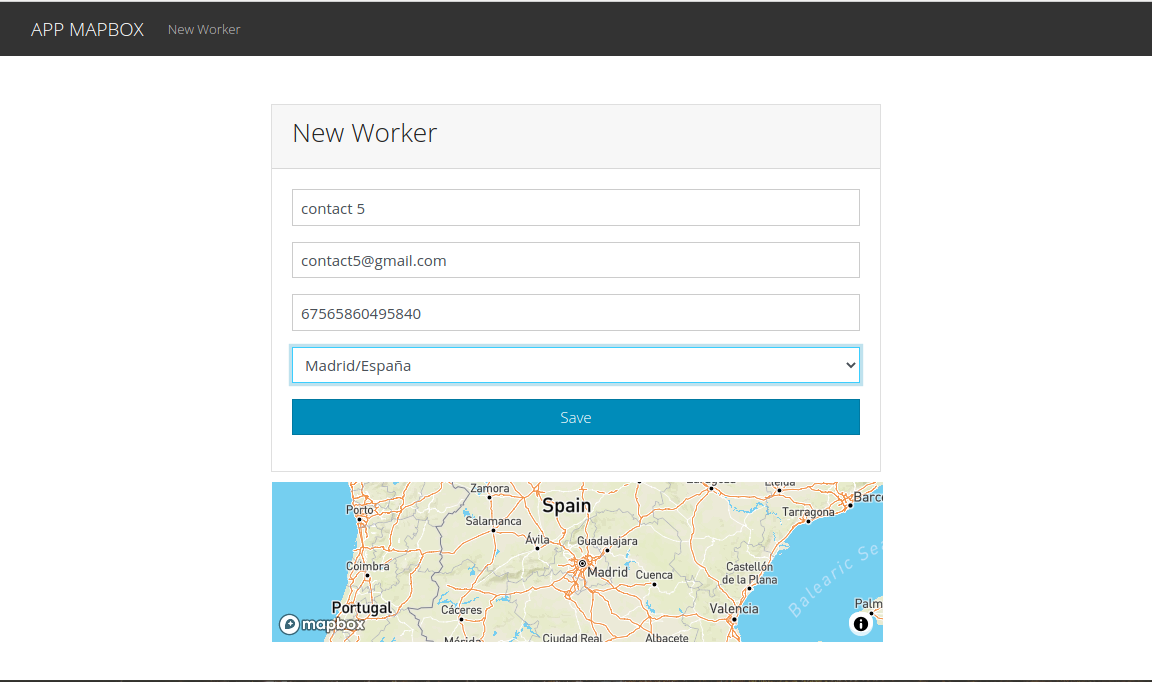 APP MAPBOX New Worker
New Worker
contact 5
contact5@gmail.com
67565860495840
Madrid/España
Save
Zamora
Spain
Barc
Porto
Tarragona
Salamanca
Ávila
Guadalajara
Balearic Sea
Coimbra
Madrid
Cuenca
Castellón
de la Plana
Portugal
Cáceres
Valencia
Palm
mapbox
Mérida
Ciudad Real
Albacete